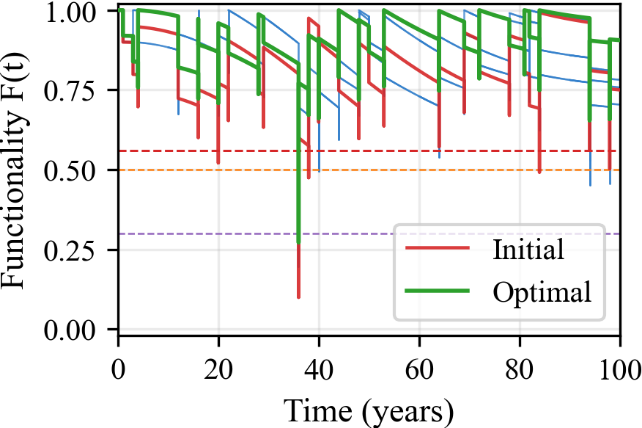 Functionality F(t)
1.00
0.75
0.50
0.25
0.00
Initial
Optimal
0 20 40 60 80 100
Time (years)